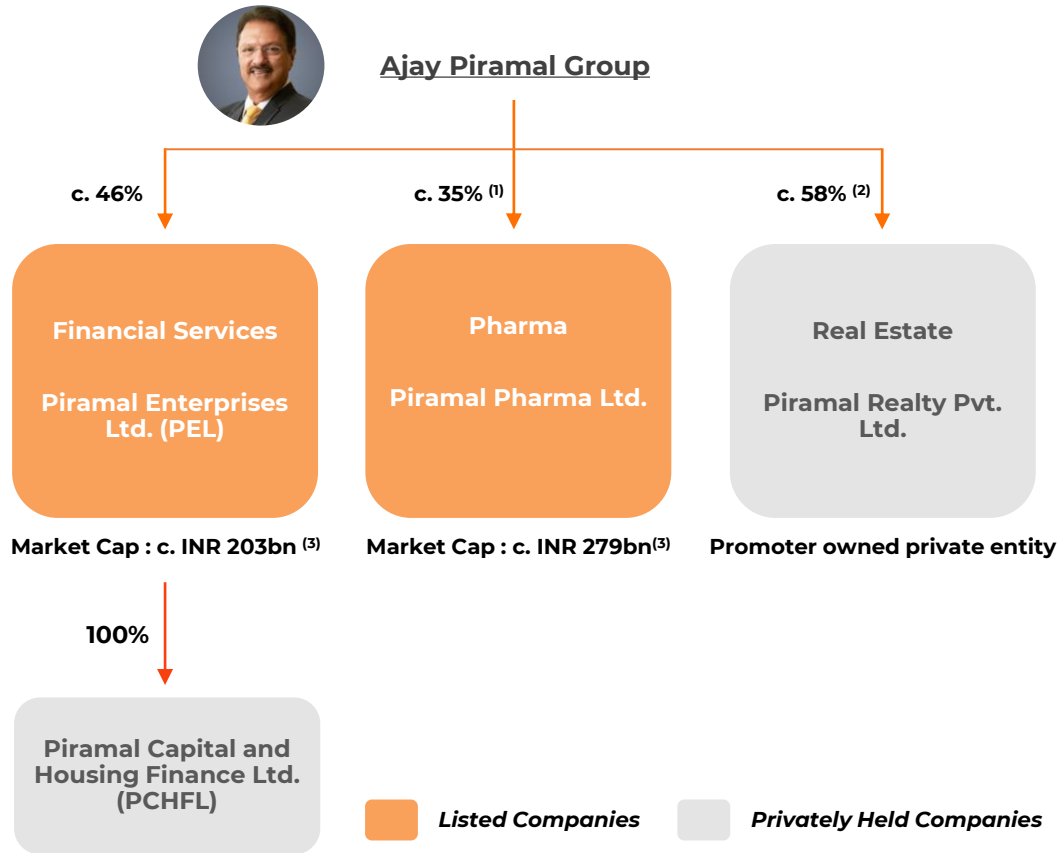 Ajay Piramal Group
c. 46%
c. 35% (1)
c. 58% (2)
Financial Services
Piramal Enterprises
Ltd. (PEL)
Pharma
Piramal Pharma Ltd.
Real Estate
Piramal Realty Pvt.
Ltd.
Market Cap : c. INR 203bn (3)
Market Cap : c. INR 279bn(3)
Promoter owned private entity
100%
Piramal Capital and
Housing Finance Ltd.
(PCHFL)
Listed Companies
Privately Held Companies